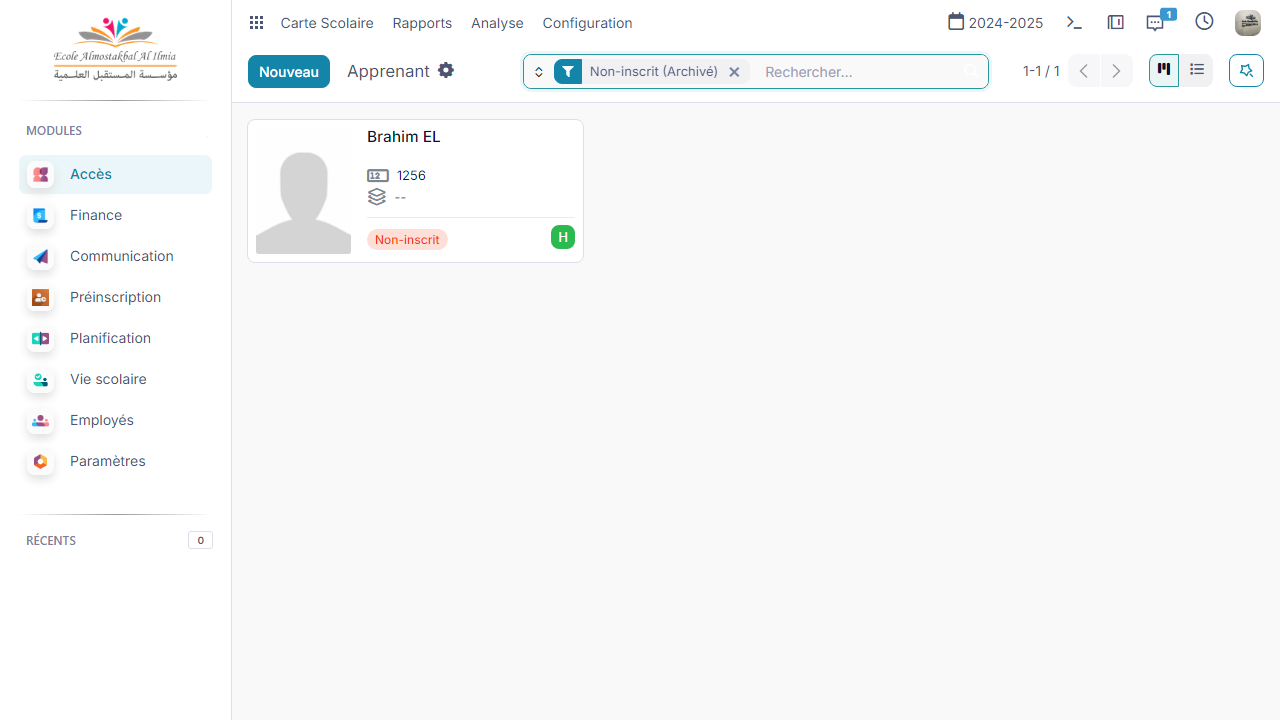 Ecole Almostakbal Al Ilmia
مؤسسة المستقبل العلمية
MODULES
Accès
Finance
Communication
Préinscription
Planification
Vie scolaire
Employés
Paramètres
RÉCENTS
0
Carte Scolaire
Rapports
Analyse
Configuration
2024-2025
1
Nouveau
Apprenant
Non-inscrit (Archivé)
Rechercher...
1-1 / 1
Brahim EL
12
1256
--
Non-inscrit
H